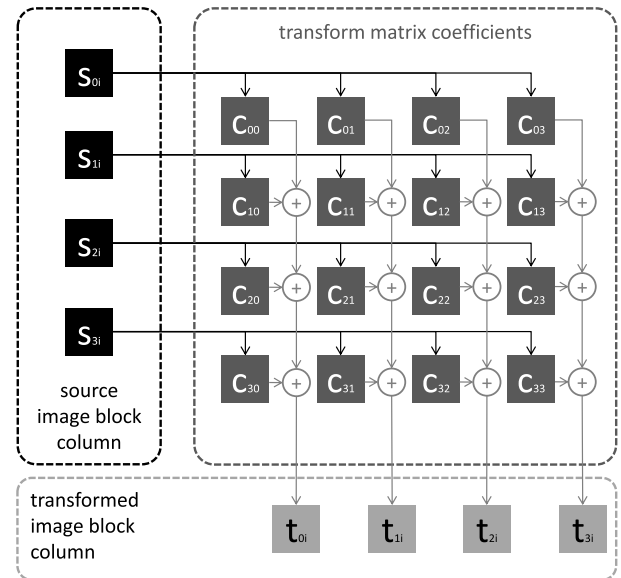 transform matrix coefficients
S0i
C00 C01 C02 C03
S1i
C10 + C11 + C12 + C13 +
S2i
C20 + C21 + C22 + C23 +
S3i
C30 + C31 + C32 + C33 +
source
image block
column
transformed
image block
column
t0i t1i t2i t3i